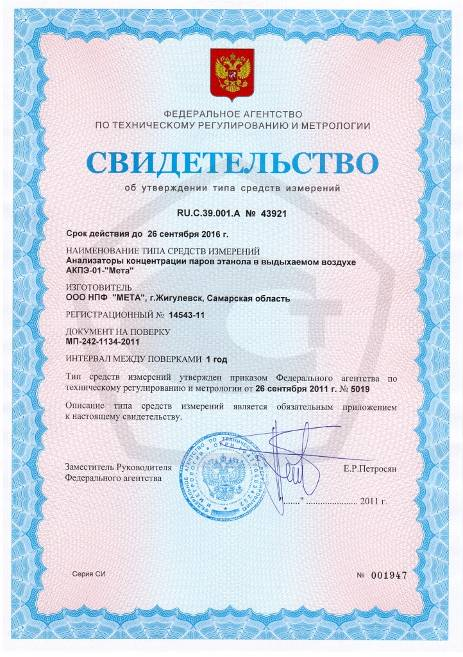 ФЕДЕРАЛЬНОЕ АГЕНТСТВО
ПО ТЕХНИЧЕСКОМУ РЕГУЛИРОВАНИЮ И МЕТРОЛОГИИ
СВИДЕТЕЛЬСТВО
об утверждении типа средств измерений
RU.C.39.001.A № 43921
Срок действия до 26 сентября 2016 г.
НАИМЕНОВАНИЕ ТИПА СРЕДСТВ ИЗМЕРЕНИЙ
Анализаторы концентрации паров этанола в выдыхаемом воздухе
АКПЭ-01-"Мета"
ИЗГОТОВИТЕЛЬ
ООО НПФ "МЕТА", г.Жигулевск, Самарская область
РЕГИСТРАЦИОННЫЙ № 14543-11
ДОКУМЕНТ НА ПОВЕРКУ
МП-242-1134-2011
ИНТЕРВАЛ МЕЖДУ ПОВЕРКАМИ 1 год
Тип средств измерений утвержден приказом Федерального агентства по
техническому регулированию и метрологии от 26 сентября 2011 г. № 5019
Описание типа средств измерений является обязательным приложением
к настоящему свидетельству.
Заместитель Руководителя
Федерального агентства
Е.Р.Петросян
"......." .................... 2011 г.
Серия СИ
№ 001947